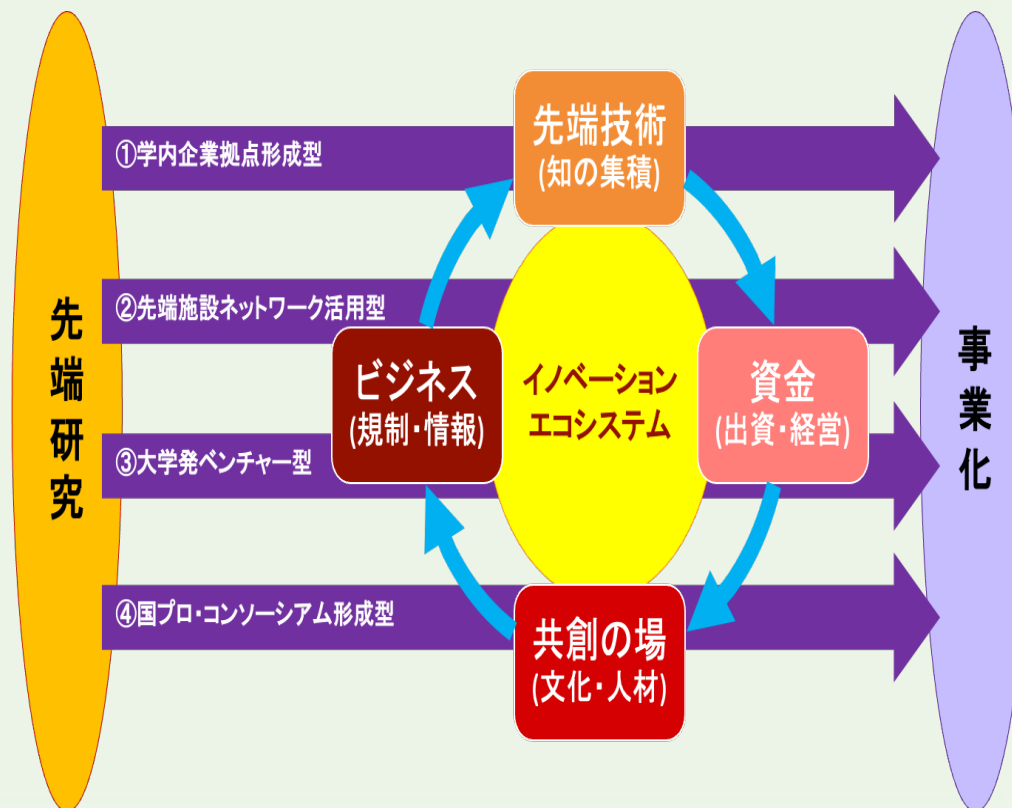 先端研究
①学内企業拠点形成型
②先端施設ネットワーク活用型
③大学発ベンチャー型
④国プロ・コンソーシアム形成型
先端技術
(知の集積)
ビジネス
(規制・情報)
イノベーション
エコシステム
資金
(出資・経営)
共創の場
(文化・人材)
事業化